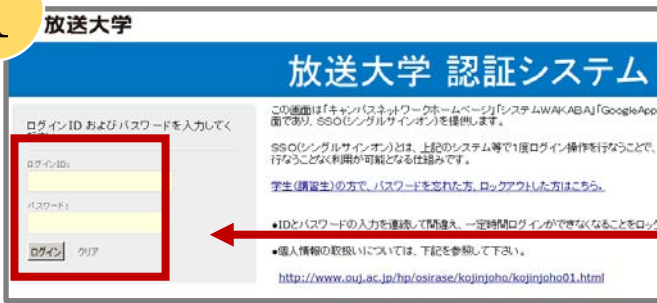 放送大学
放送大学 認証システム
ログインID およびパスワードを入力してく
ログインID:
パスワード:
ログイン クリア
この画面は「キャンパスネットワークホームページ」「システムWAKABA」「GoogleApp
面であり、SSO(シングルサインオン)を提供します。
SSO(シングルサインオン)とは、上記のシステム等で1度ログイン操作を行なうことで、
行なうことなく利用が可能となる仕組みです。
学生(講習生)の方で、パスワードを忘れた方、ロックアウトした方はこちら。
●IDとパスワードの入力を連続して間違え、一定時間ログインができなくなることをロック
●個人情報の取扱いについては、下記を参照して下さい。
http://www.ouj.ac.jp/hp/osirase/kojinjoho/kojinjoho01.html